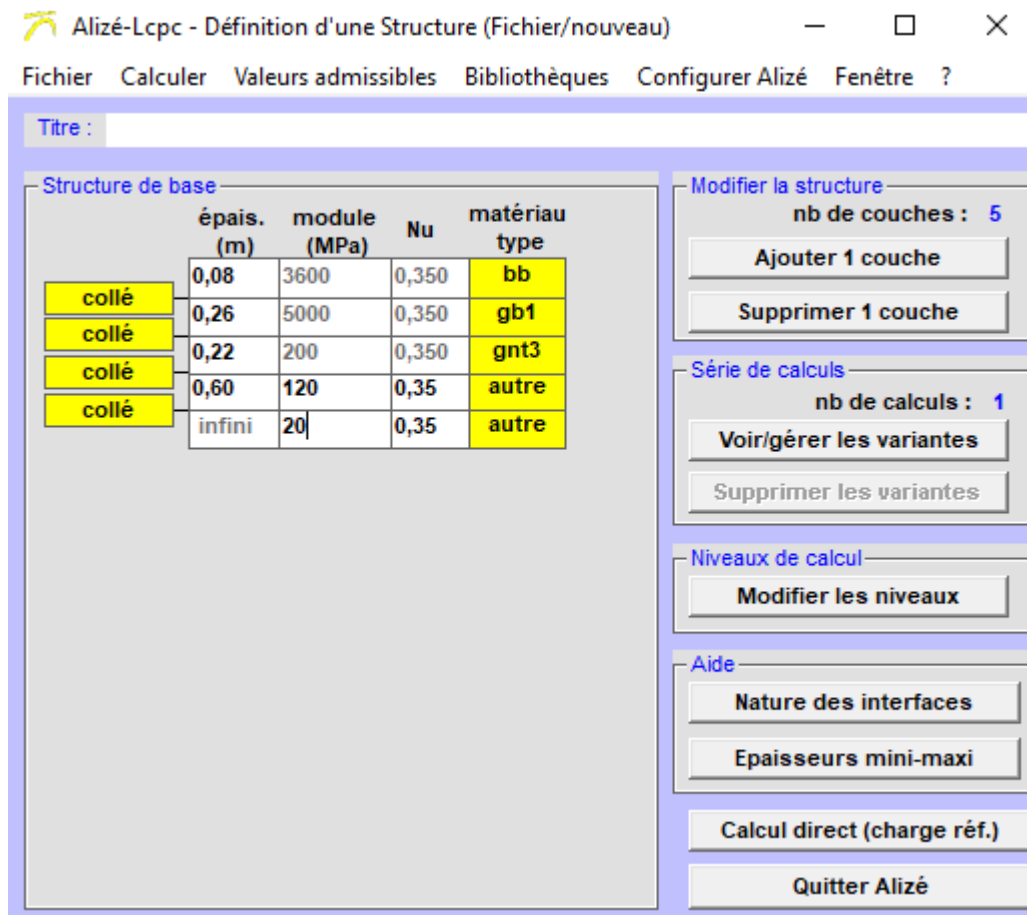 Alizé-Lcpc - Définition d'une Structure (Fichier/nouveau)
Fichier Calculer Valeurs admissibles Bibliothèques Configurer Alizé Fenêtre ?
Titre :
Structure de base
épais. (m) module (MPa) Nu matériau type
0,08 3600 0,350 bb
collé
0,26 5000 0,350 gb1
collé
0,22 200 0,350 gnt3
collé
0,60 120 0,35 autre
collé
infini 20 0,35 autre
Modifier la structure
nb de couches : 5
Ajouter 1 couche
Supprimer 1 couche
Série de calculs
nb de calculs : 1
Voir/gérer les variantes
Supprimer les variantes
Niveaux de calcul
Modifier les niveaux
Aide
Nature des interfaces
Epaisseurs mini-maxi
Calcul direct (charge réf.)
Quitter Alizé